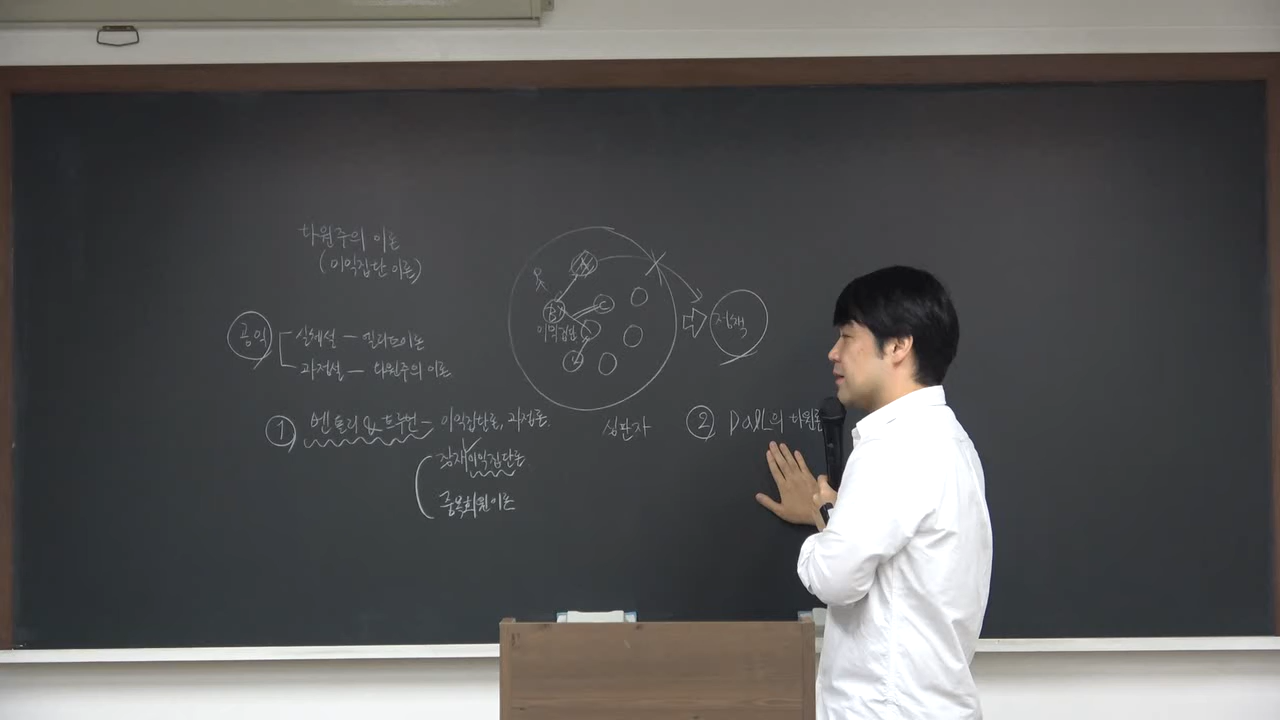 다원주의 이론
(이익집단 이론)
공익
실체설 ― 엘리트이론
과정설 ― 다원주의 이론
① 벤틀리 & 트루먼 ― 이익집단론, 과정론.
잠재이익집단론
중복회원이론
A
B
C
이익집단
정책
심판자
② Dahl의 다원론